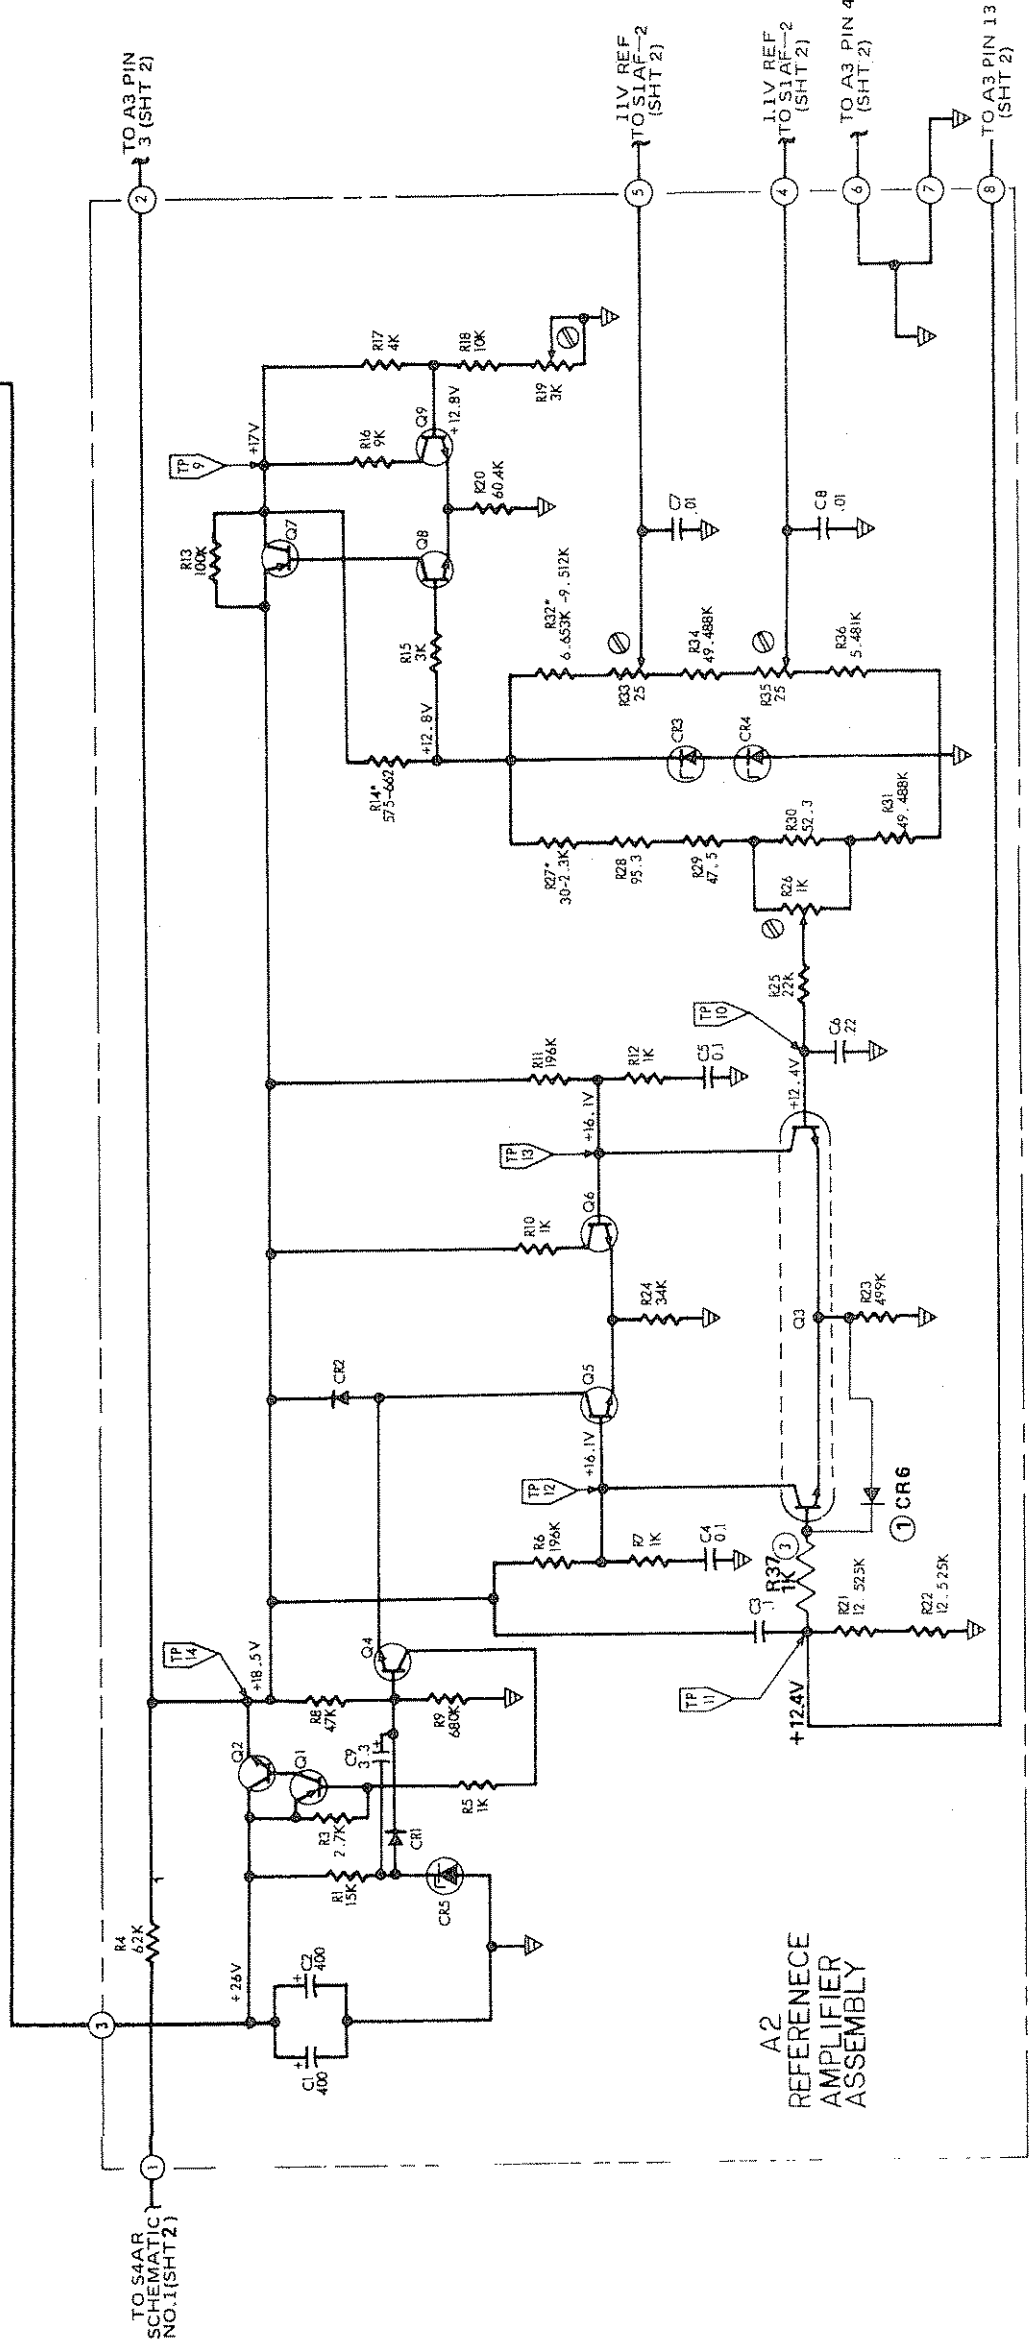 TO S4AR
SCHEMATIC
NO.1(SHT2)
1
3
R4
62K
+26V
C1
400
C2
400
+
+
R1
15K
CR5
CR1
R3
2.7K
Q1
Q2
C9
3.3
+
R5
1K
TP
14
+18.5V
R8
47K
R9
680K
Q4
CR2
TP
11
+12.4V
C3
.1
R37
1K
3
R21
12.525K
R22
12.525K
R6
196K
R7
1K
C4
0.1
TP
12
+16.1V
Q5
1 CR6
Q3
R23
499K
R24
34K
R10
1K
Q6
TP
13
+16.1V
R11
196K
R12
1K
C5
0.1
TP
10
+12.4V
C6
22
R25
22K
R26
1K
R27*
30-2.3K
R28
95.3
R29
47.5
R30
52.3
R31
49.488K
CR3
CR4
R14*
575-662
+12.8V
R15
3K
R13
100K
Q7
Q8
R32*
6.653K -9.512K
R33
25
R34
49.488K
R35
25
R36
5.481K
TP
9
+17V
R16
9K
Q9
+12.8V
R20
60.4K
R17
4K
R18
10K
R19
3K
C7
.01
C8
.01
2
TO A3 PIN
3 (SHT 2)
5
11V REF
TO S1AF-2
(SHT 2)
4
1.1V REF
TO S1AF-2
(SHT 2)
6
TO A3 PIN 4
(SHT 2)
7
8
TO A3 PIN 13
(SHT 2)
A2
REFERENECE
AMPLIFIER
ASSEMBLY